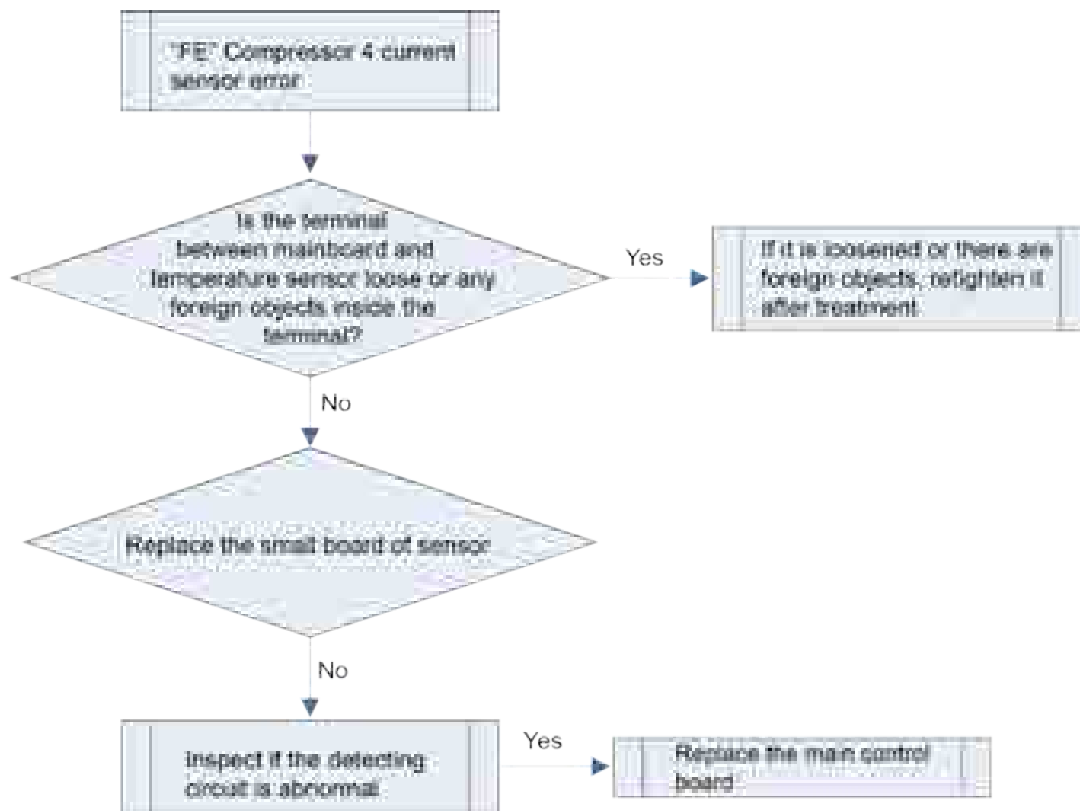 "FE" Compressor 4 current
sensor error
Is the terminal
between mainboard and
temperature sensor loose or any
foreign objects inside the
terminal?
Yes
If it is loosened or there are
foreign objects, retighten it
after treatment
No
Replace the small board of sensor
No
Inspect if the detecting
circuit is abnormal
Yes
Replace the main control
board